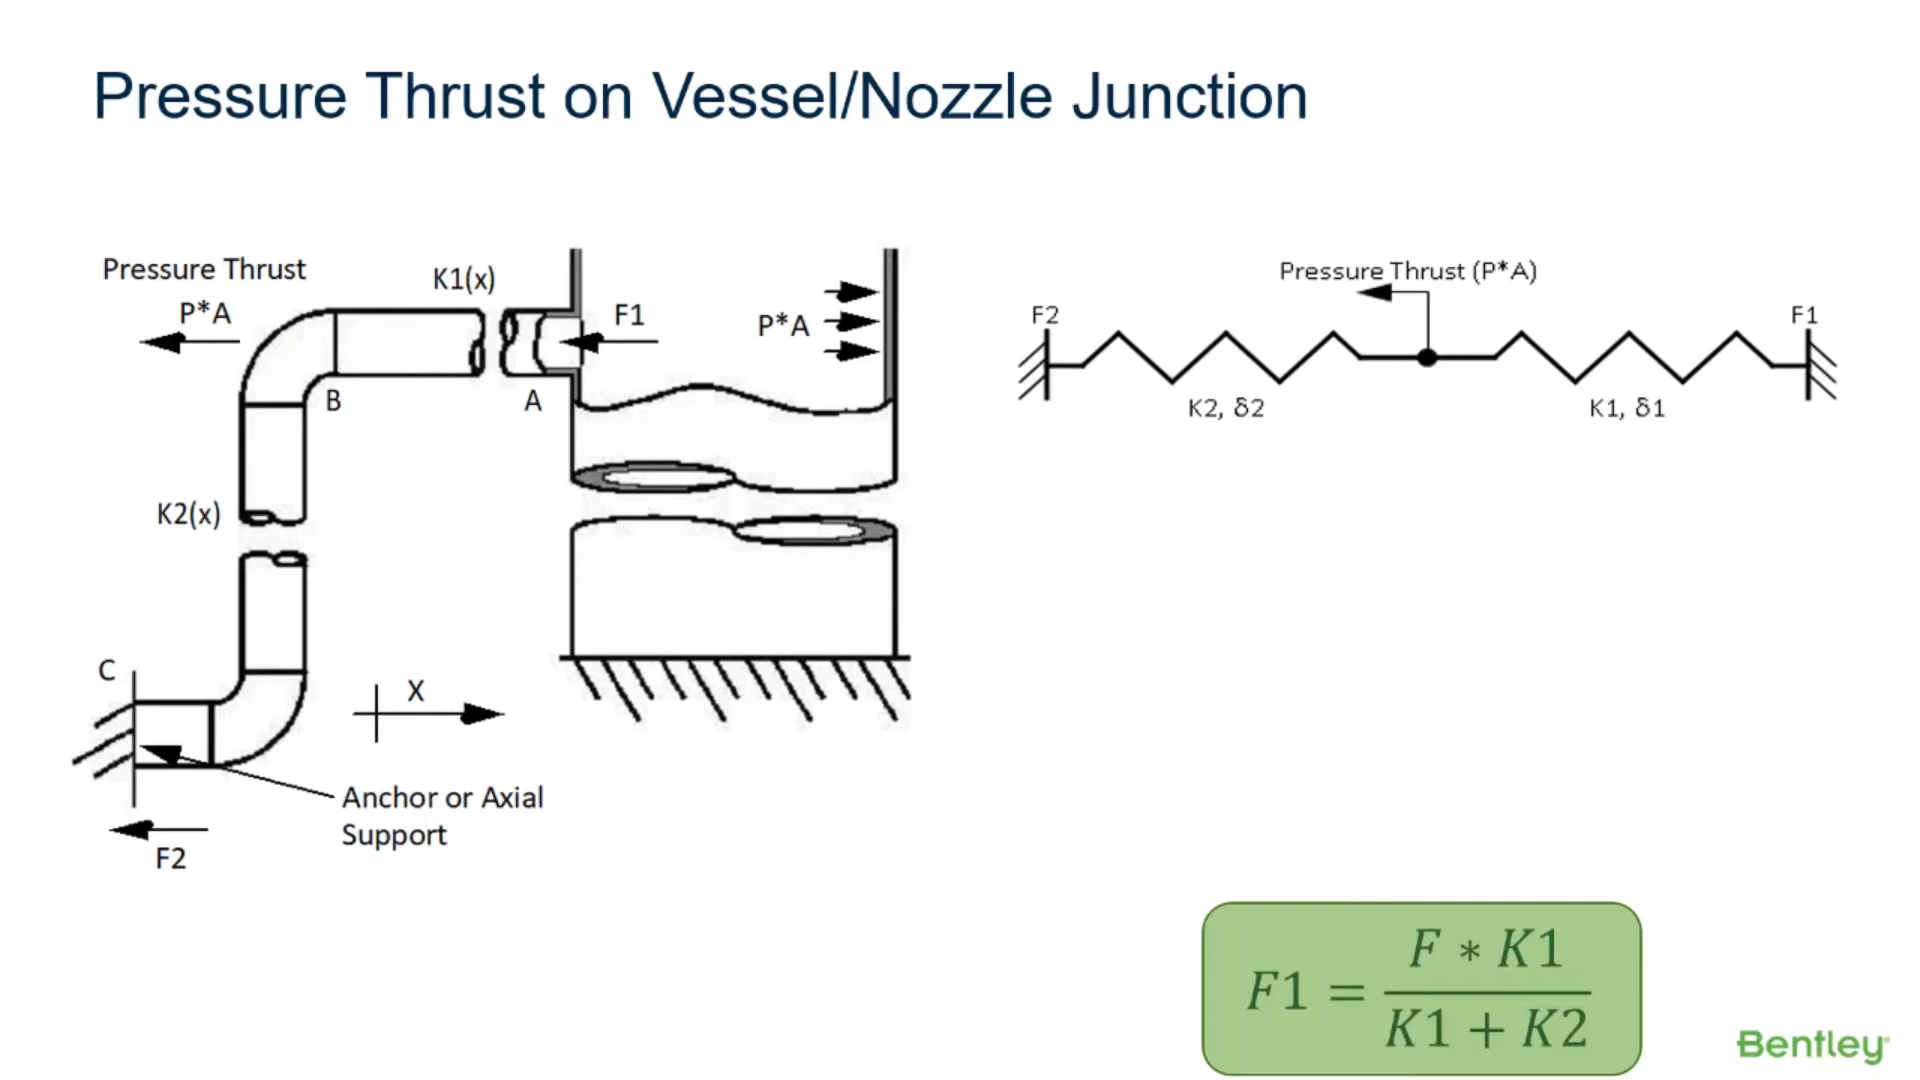 Pressure Thrust on Vessel/Nozzle Junction
Pressure Thrust
P*A
K1(x)
F1
P*A
B
A
K2(x)
C
X
Anchor or Axial
Support
F2
Pressure Thrust (P*A)
F2
F1
K2, δ2
K1, δ1
F1 = F * K1 / K1 + K2
Bentley